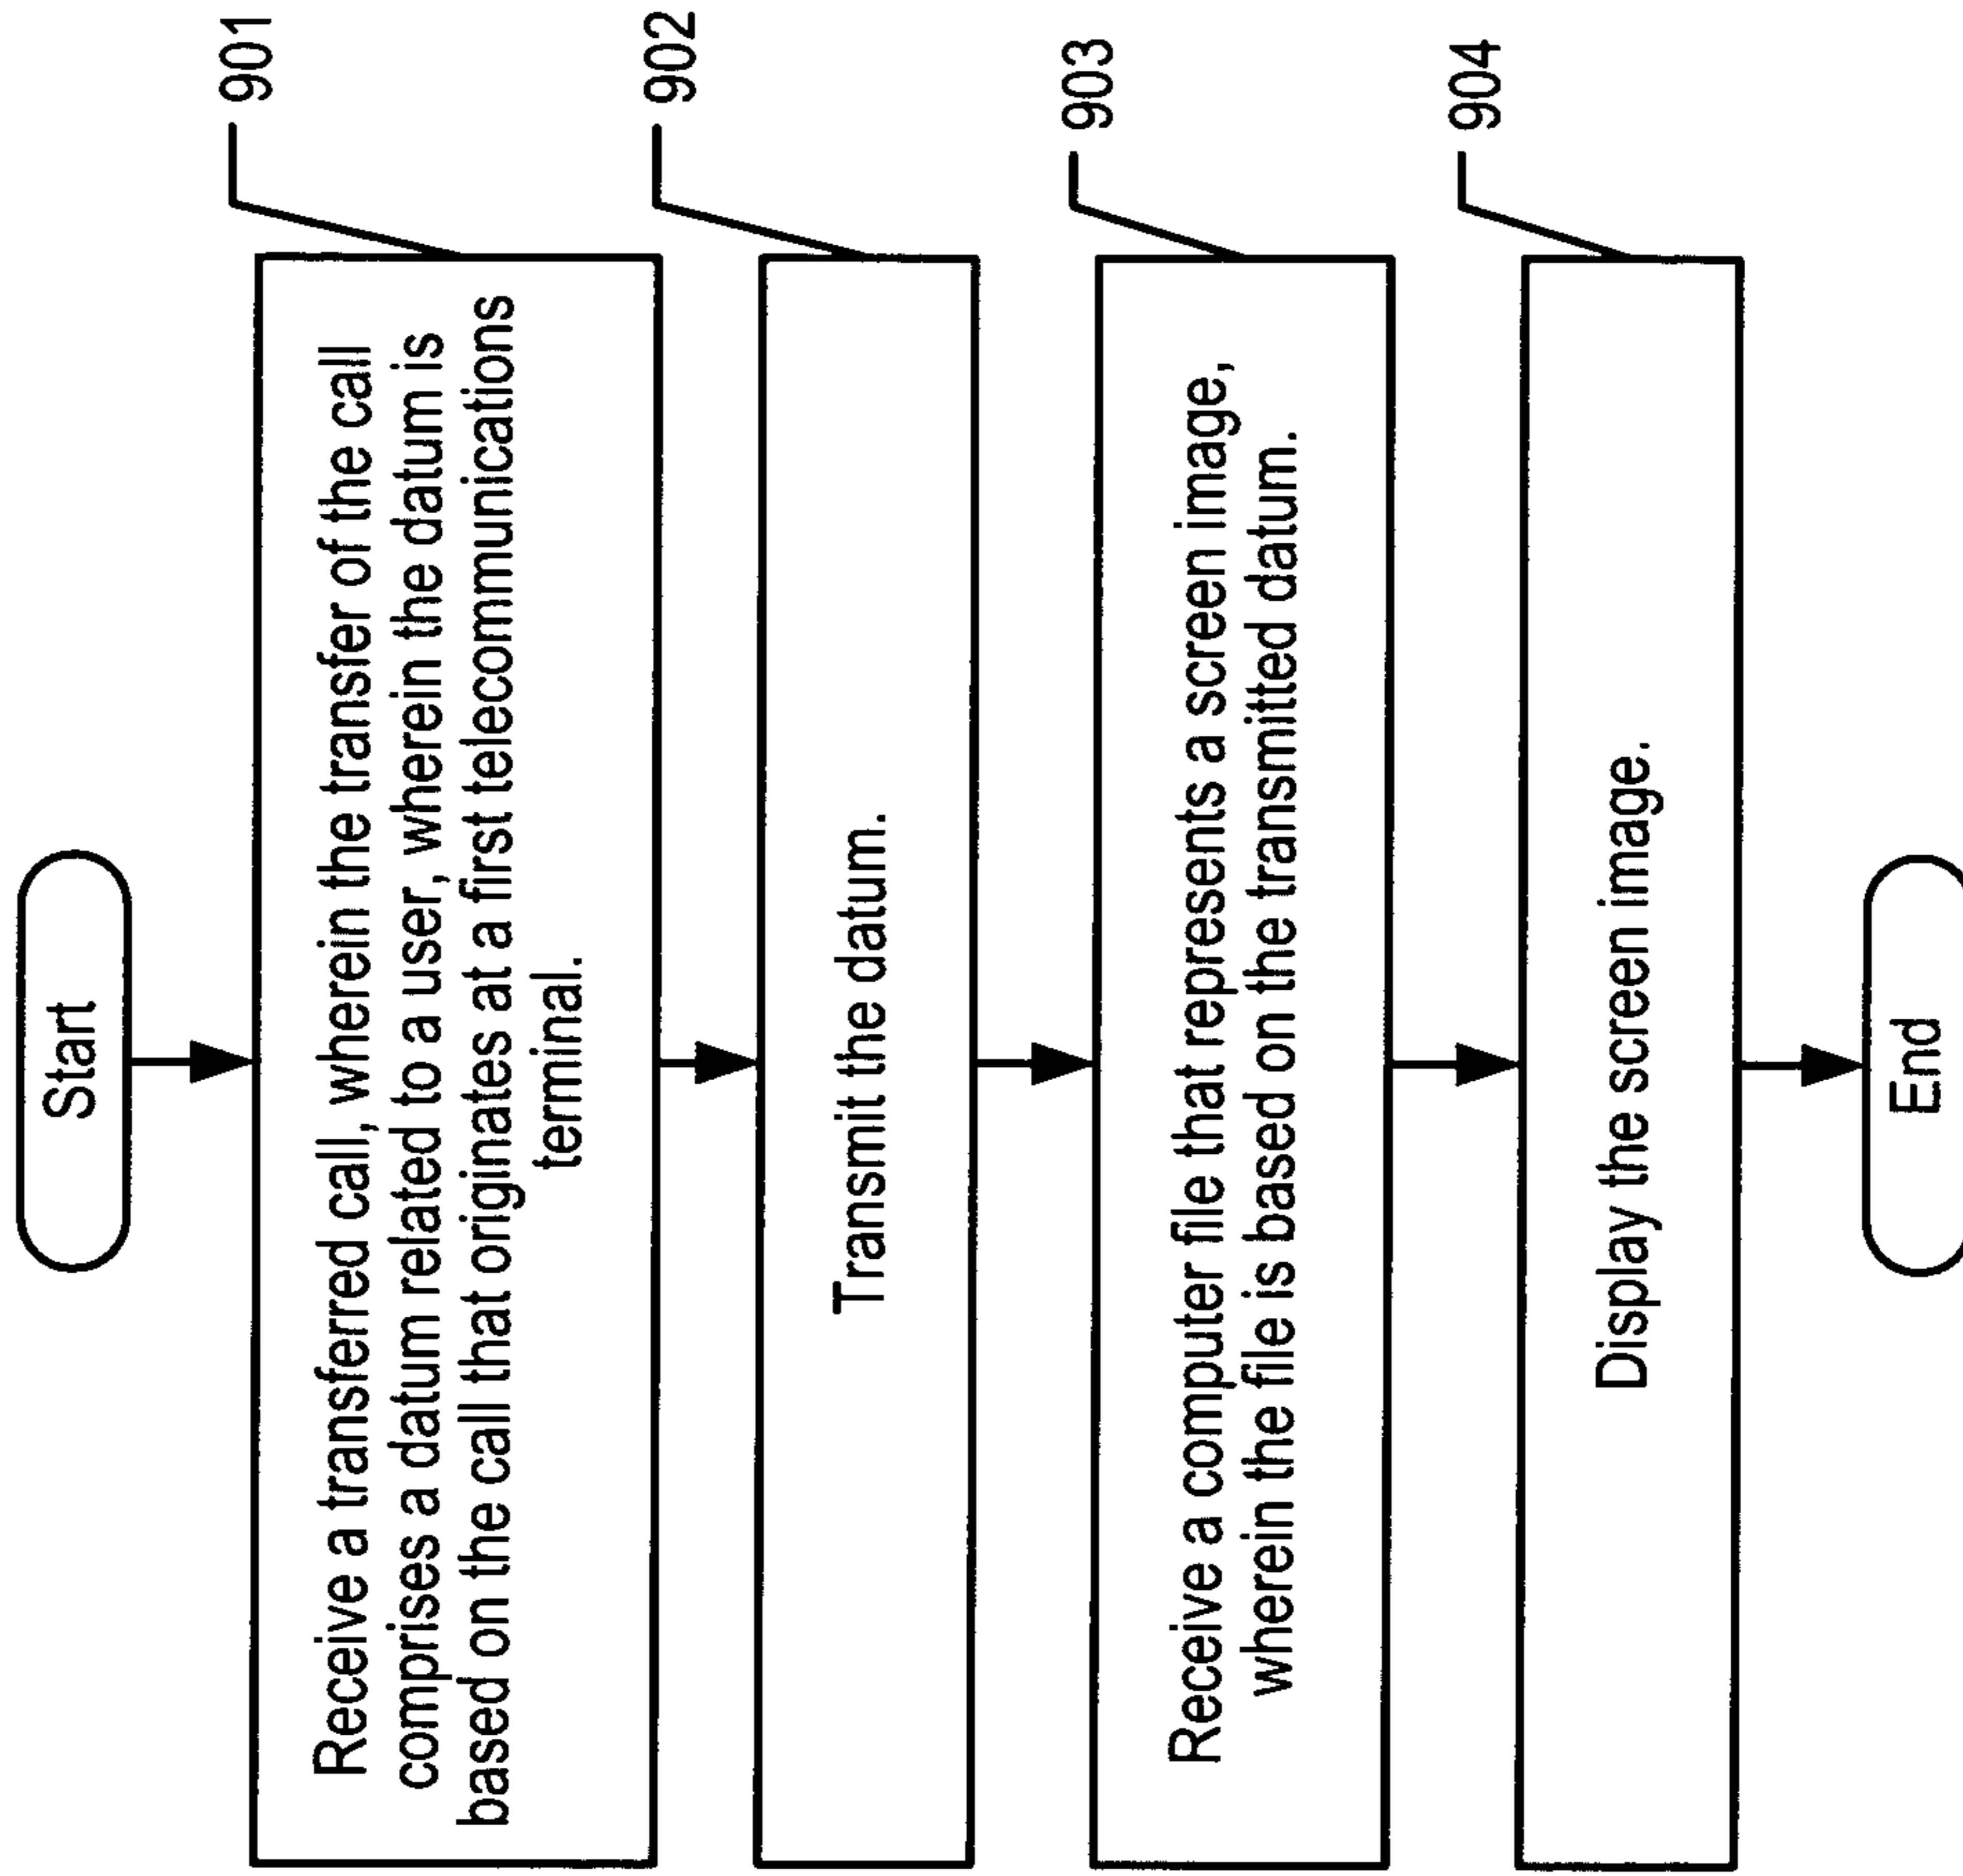 Start
901
Receive a transferred call, wherein the transfer of the call
comprises a datum related to a user, wherein the datum is
based on the call that originates at a first telecommunications
terminal.
902
Transmit the datum.
903
Receive a computer file that represents a screen image,
wherein the file is based on the transmitted datum.
904
Display the screen image.
End